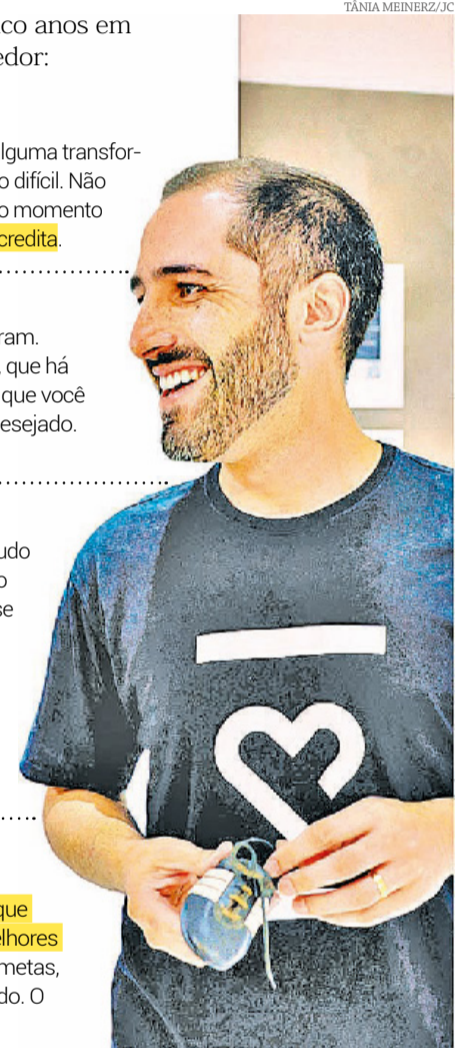 TÂNIA MEINERZ/JC
co anos em
edor:
lguma transfor-
o difícil. Não
o momento
credita.
ram.
, que há
que você
esejado.
udo
o
se
que
elhores
metas,
do. O